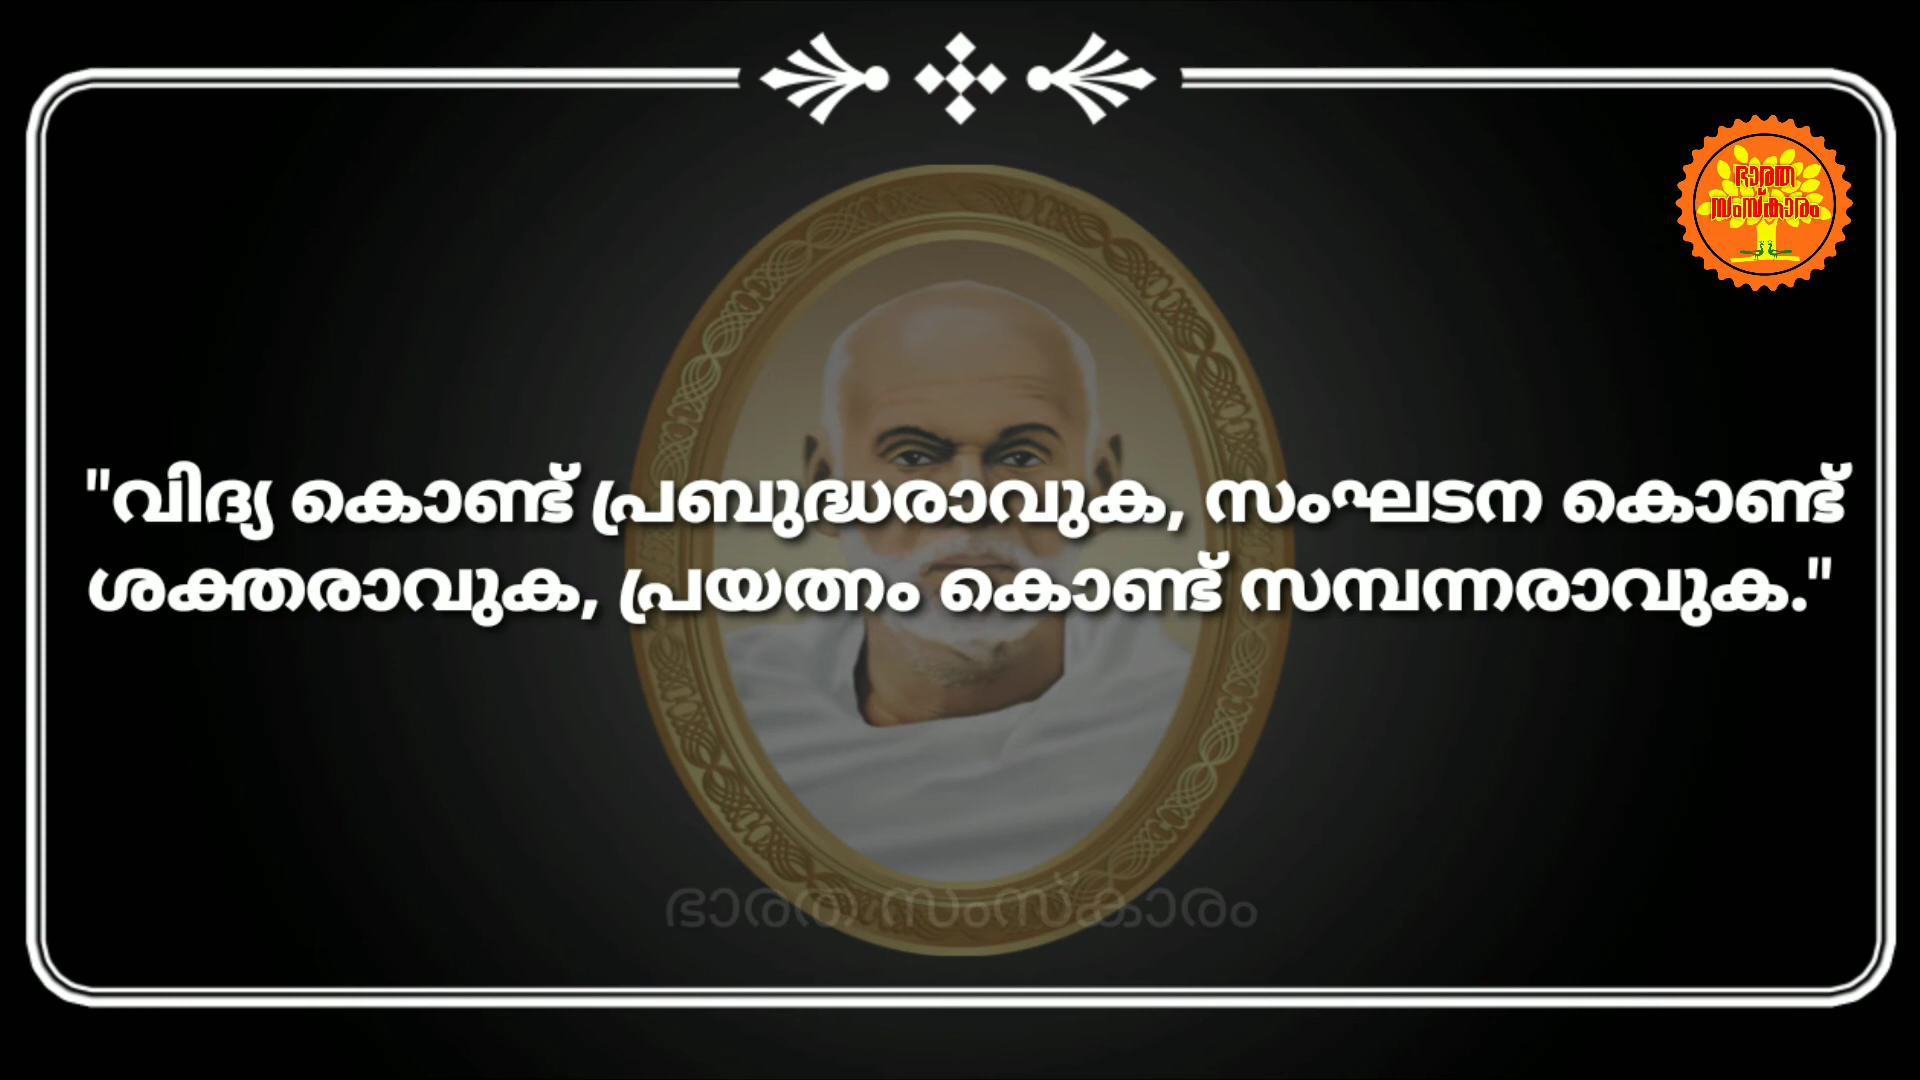 ഭാരത
സംസ്കാരം
"വിദ്യ കൊണ്ട് പ്രബുദ്ധരാവുക, സംഘടന കൊണ്ട്
ശക്തരാവുക, പ്രയത്നം കൊണ്ട് സമ്പന്നരാവുക."
ഭാരത സംസ്കാരം